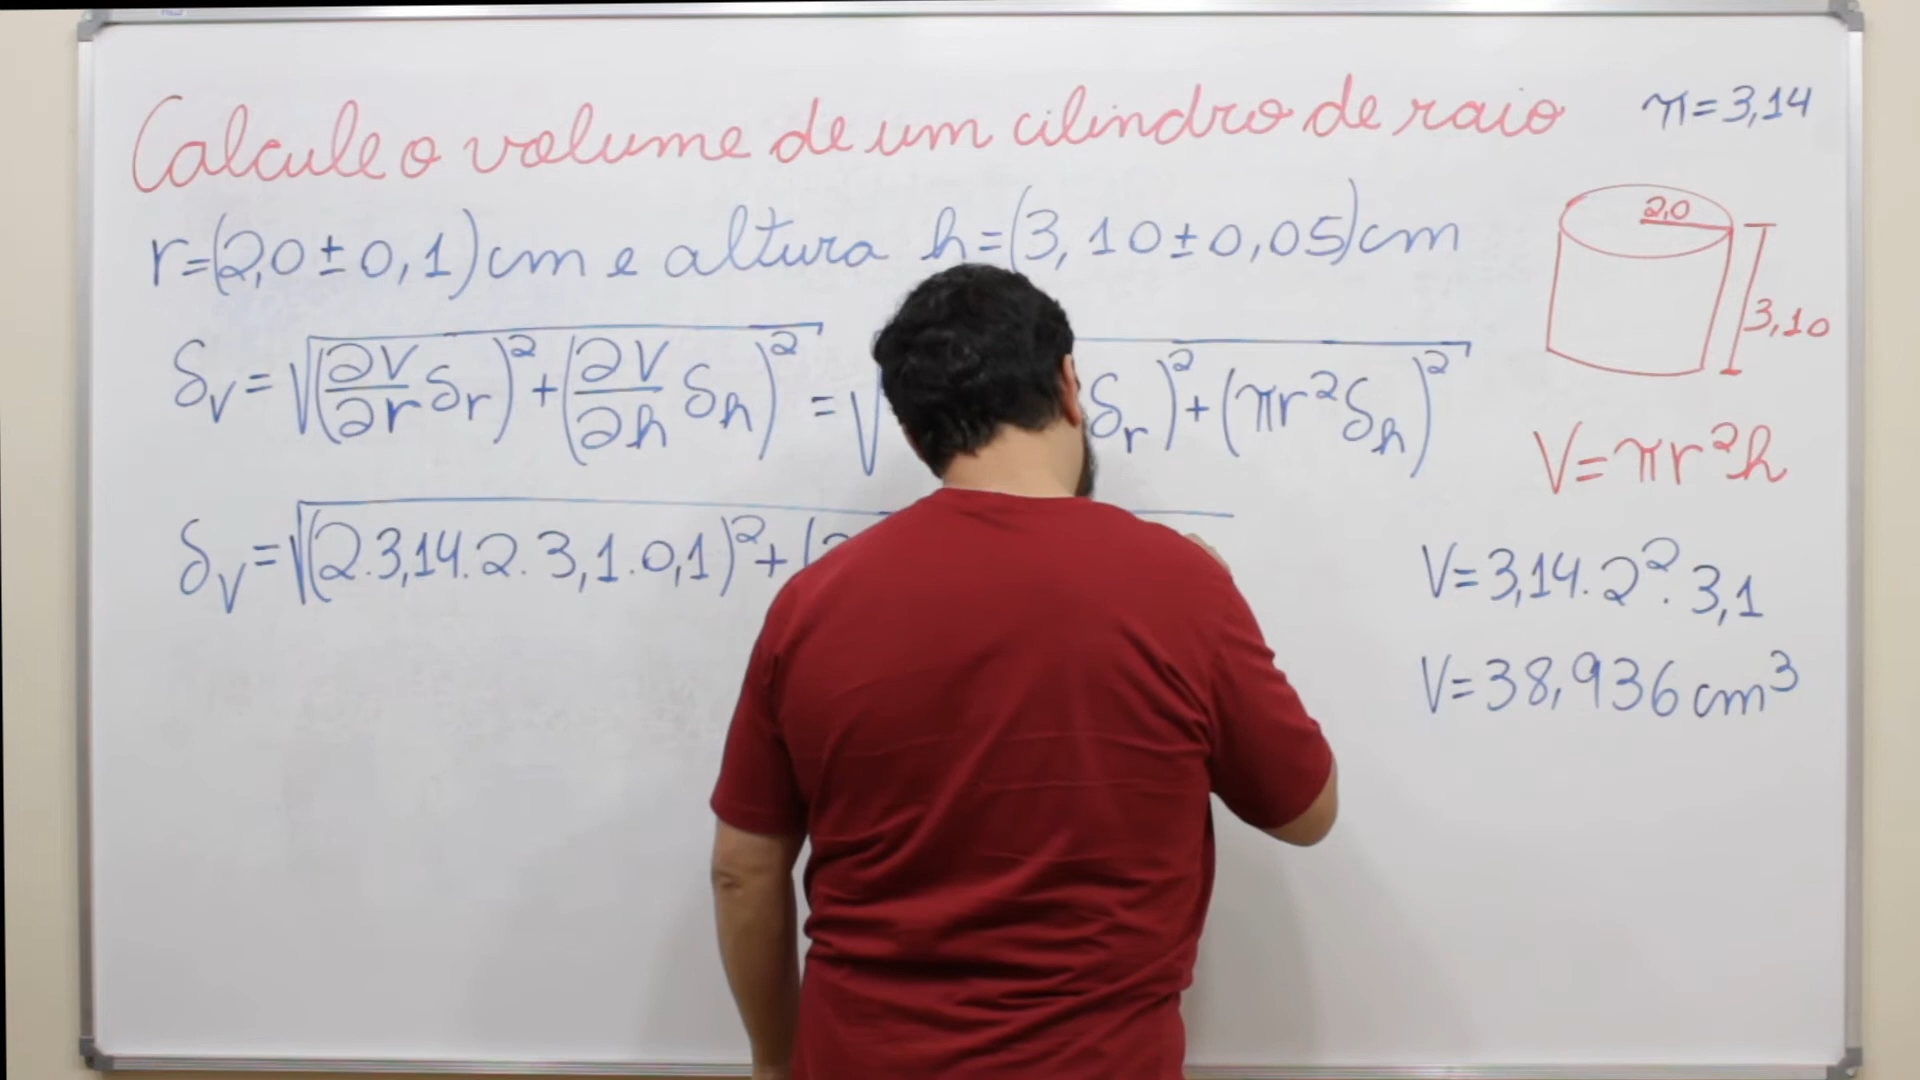 Calcule o volume de um cilindro de raio
π = 3,14
r = (2,0 ± 0,1) cm e altura h = (3,10 ± 0,05) cm
2,0
3,10
δV = √((∂V/∂r δr)² + (∂V/∂h δh)²) = √ δr)² + (πr²δh)²
V = πr²h
δV = √((2.3,14.2.3,1.0,1)² + (
V = 3,14.2².3,1
V = 38,936 cm³